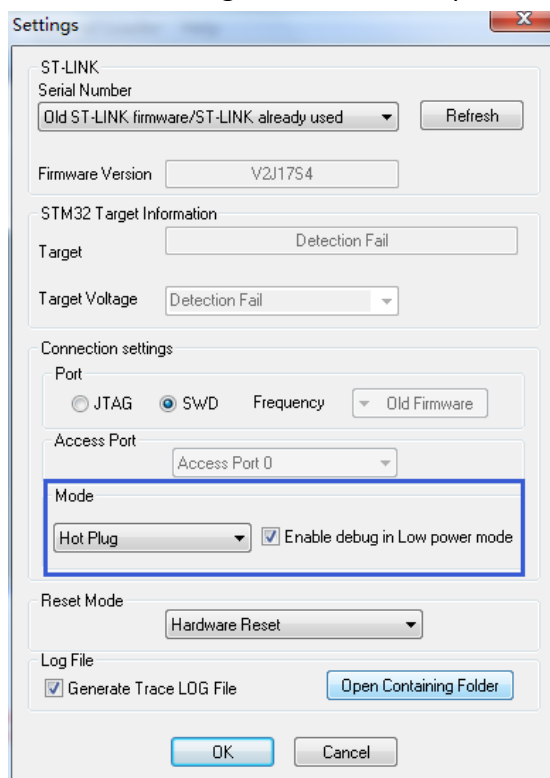 Settings
ST-LINK
Serial Number
Old ST-LINK firmware/ST-LINK already used
Refresh
Firmware Version
V2J17S4
STM32 Target Information
Target
Detection Fail
Target Voltage
Detection Fail
Connection settings
Port
JTAG SWD Frequency Old Firmware
Access Port
Access Port 0
Mode
Hot Plug Enable debug in Low power mode
Reset Mode
Hardware Reset
Log File
Generate Trace LOG File Open Containing Folder
OK Cancel